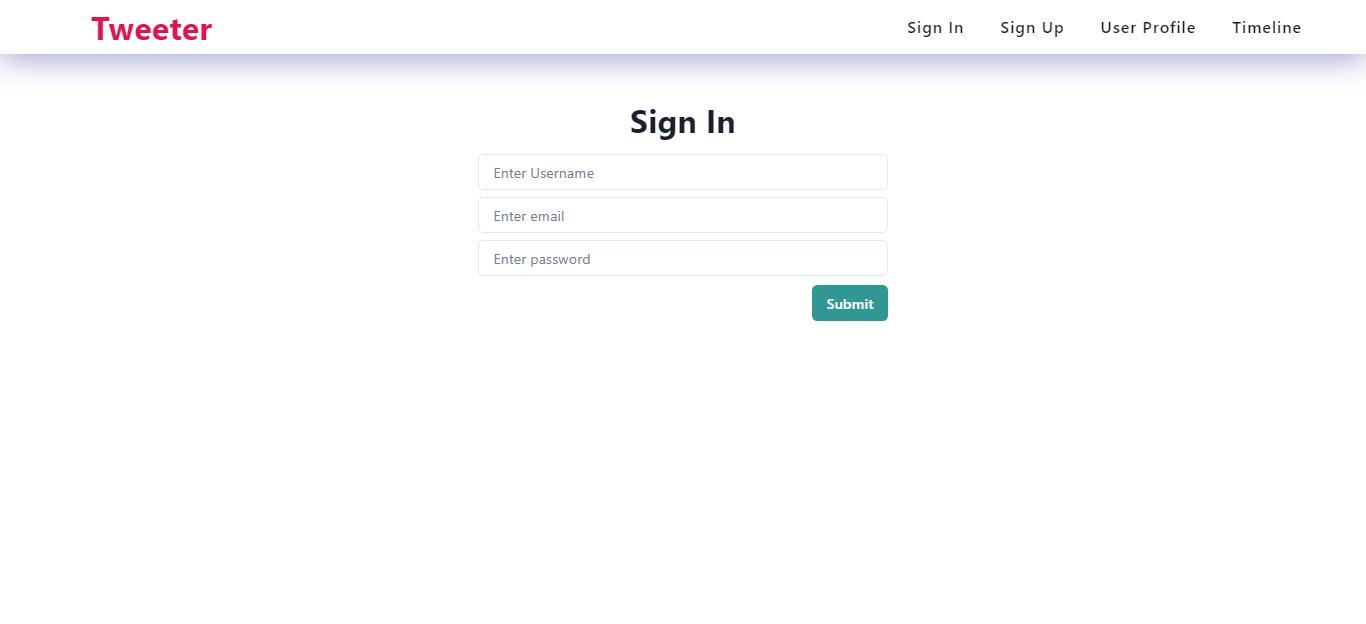 Tweeter Sign In Sign Up User Profile Timeline
Sign In
Enter Username
Enter email
Enter password
Submit